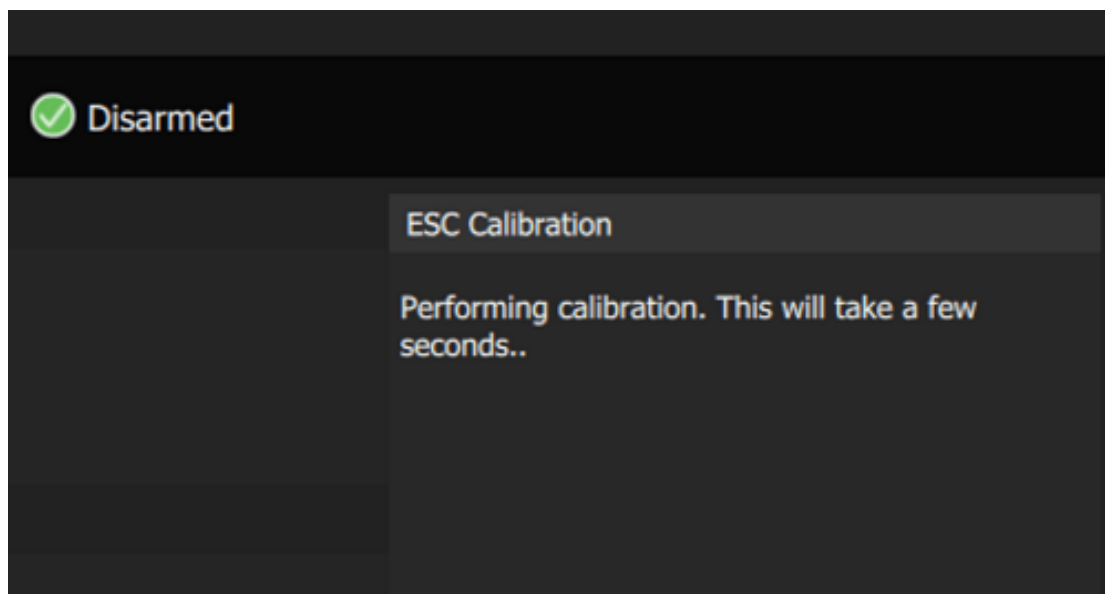 Disarmed
ESC Calibration
Performing calibration. This will take a few
seconds..